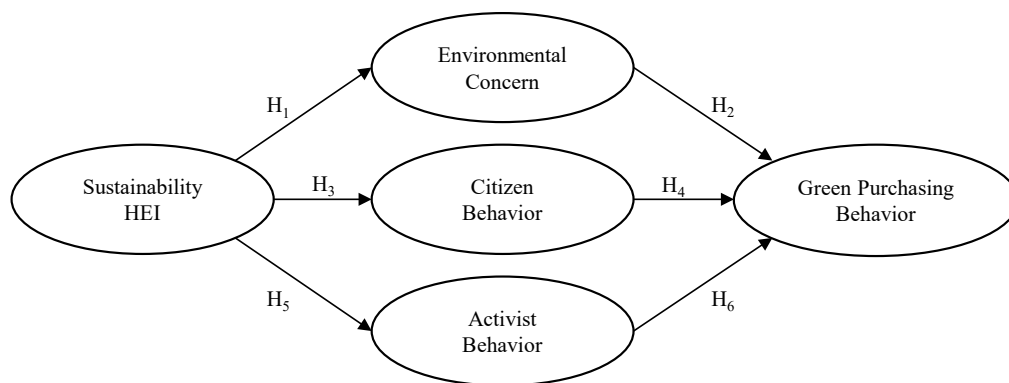 Environmental
Concern
H₁
H₂
Sustainability
HEI
H₃
Citizen
Behavior
H₄
Green Purchasing
Behavior
H₅
H₆
Activist
Behavior